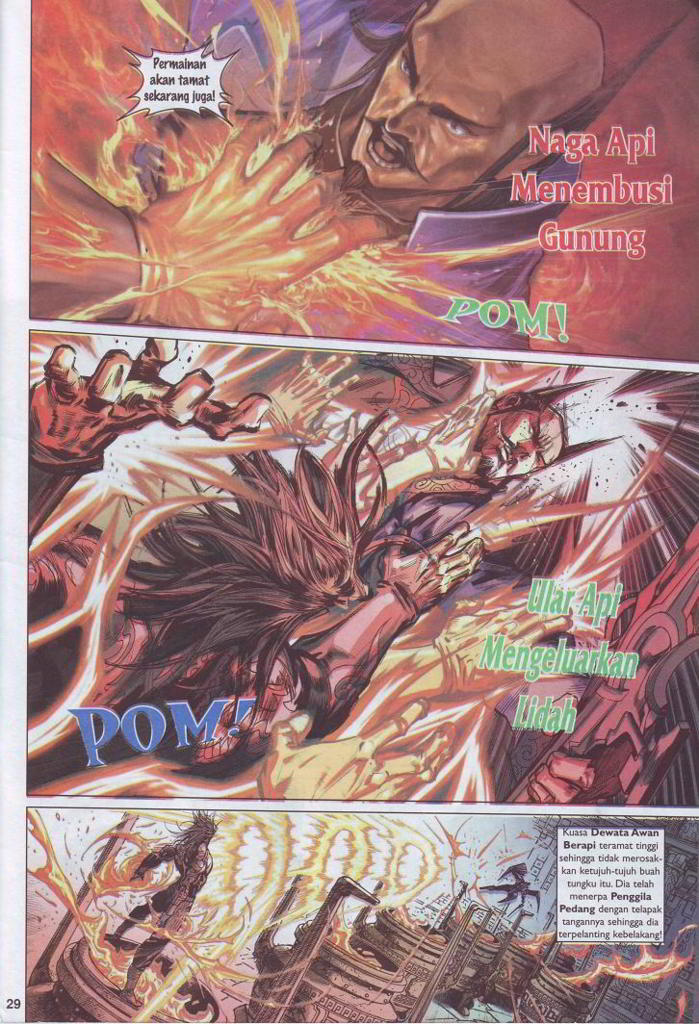 Permainan
akan tamat
sekarang juga!
Naga Api
Menembusi
Gunung
POM!
Ular Api
Mengeluarkan
Lidah
POM!
Kuasa Dewata Awan
Berapi teramat tinggi
sehingga tidak merosak-
kan ketujuh-tujuh buah
tungku itu. Dia telah
menerpa Penggila
Pedang dengan telapak
tangannya sehingga dia
terpelanting kebelakang!
29